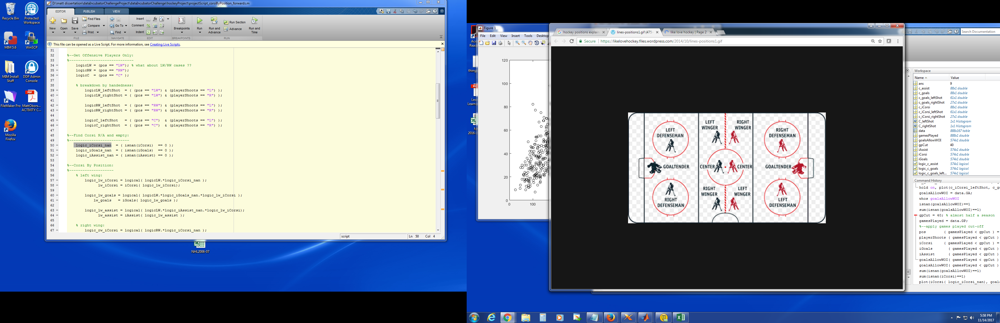 Recycle Bin
Protected
Workspace
MIM 5.6
WinSCP
MIM Install
Stuff
DDP Admin
Console
FileMaker Pro
MattObors...
ACTIVITY C...
Mozilla
Firefox
D:\matt dissertation\dataIncubatorChallengeProject\dataIncubatorChallenge\hockeyProject\projectScript_corsiByPosition_forwards.m
EDITOR PUBLISH VIEW
New Open Save
Find Files
Compare
Print
Go To
Find
Insert
Comment
Indent
Breakpoints
Run
Run and
Advance
Run Section
Advance
Run and
Time
FILE NAVIGATE EDIT BREAKPOINTS RUN
This file can be opened as a Live Script. For more information, see Creating Live Scripts.
31
32 %--Get Offensive Players Only:
33 %-----------------------------
34 logicLW = (pos == "LW"); % what about LW/RW cases ??
35 logicRW = (pos == "RW");
36 logicC  = (pos == "C" );
37
38 % breakdown by handedness:
39 logicLW_leftShot  = ( (pos == "LW") & (playerShoots == "L") );
40 logicLW_rightShot = ( (pos == "LW") & (playerShoots == "R") );
41
42 logicRW_leftShot  = ( (pos == "RW") & (playerShoots == "L") );
43 logicRW_rightShot = ( (pos == "RW") & (playerShoots == "R") );
44
45 logicC_leftShot   = ( (pos == "C")  & (playerShoots == "L") );
46 logicC_rightShot  = ( (pos == "C")  & (playerShoots == "R") );
47
48 %--Find Corsi N/A and empty:
49 %---------------------------
50 logic_iCorsi_nan  = ( isnan(iCorsi)  == 0 );
51 logic_iGoals_nan  = ( isnan(iGoals)  == 0 );
52 logic_iAssist_nan = ( isnan(iAssist) == 0 );
53
54 %--Corsi By Position:
55 %--------------------
56 % left wing:
57 logic_lw_iCorsi = logical( logicLW.*logic_iCorsi_nan );
58 lw_iCorsi = iCorsi( logic_lw_iCorsi);
59
60 logic_lw_goals = logical( logicLW.*logic_iGoals_nan.*logic_lw_iCorsi );
61 lw_goals   = iGoals( logic_lw_goals );
62
63 logic_lw_assist = logical( logicLW.*logic_iAssist_nan.*logic_lw_iCorsi);
64 lw_assist = iAssist( logic_lw_assist );
65
66 % right wing:
67 logic_rw_iCorsi = logical( logicRW.*logic_iCorsi_nan );
script
Ln 50 Col 4
NHL2006-07
Figure 1
File Edit View Insert Tools Desktop
120
100
80
60
40
20
0
0 100
hockey positions explain
lines-positions1.gif (475
like love hockey | Page 2
Secure https://likelovehockey.files.wordpress.com/2014/10/lines-positions1.gif
LEFT
DEFENSEMAN
LEFT
WINGER
RIGHT
WINGER
RIGHT
DEFENSEMAN
GOALTENDER
CENTER
CENTER
GOALTENDER
RIGHT
DEFENSEMAN
RIGHT
WINGER
LEFT
WINGER
LEFT
DEFENSEMAN
Search Documentation
Workspace
Name Value
ans 9
c_assist 88x1 double
c_goals 88x1 double
c_goals_leftShot 61x1 double
c_goals_rightShot 27x1 double
c_iCorsi 88x1 double
c_iCorsi_leftShot 61x1 double
c_iCorsi_rightShot 27x1 double
C_leftShot 1x1 Histogram
C_rightShot 1x1 Histogram
data 888x167 table
gamesPlayed 888x1 double
goalsAllowWOI 574x1 double
gpCut 40
iAssist 574x1 double
iCorsi 574x1 double
iGoals 574x1 double
logic_c_assist 574x1 logical
logic_c_goals 574x1 logical
logic_c_goals_left... 574x1 logical
Command History
hold on, plot(c_iCorsi_leftShot, c_go
goalsAllowWOI = data.GA;
whos goalsAllowWOI
isnan(goalsAllowWOI)==1
sum(isnan(goalsAllowWOI)==1)
gpCut = 40; % almost half a season
gamesPlayed = data.GP;
%--apply games played cut-off
pos ( gamesPlayed < gpCut ) =
playerShoots ( gamesPlayed < gpCut )
iCorsi ( gamesPlayed < gpCut ) =
iGoals ( gamesPlayed < gpCut )
iAssist ( gamesPlayed < gpCut )
goalsAllowWOI( gamesPlayed < gpCut )
goalsAllowWOI( gamesPlayed < gpCut )
sum(isnan(goalsAllowWOI)==1)
sum(isnan(iCorsi)==1)
plot(iCorsi( logic_iCorsi_nan), goals
5:58 PM
11/14/2017